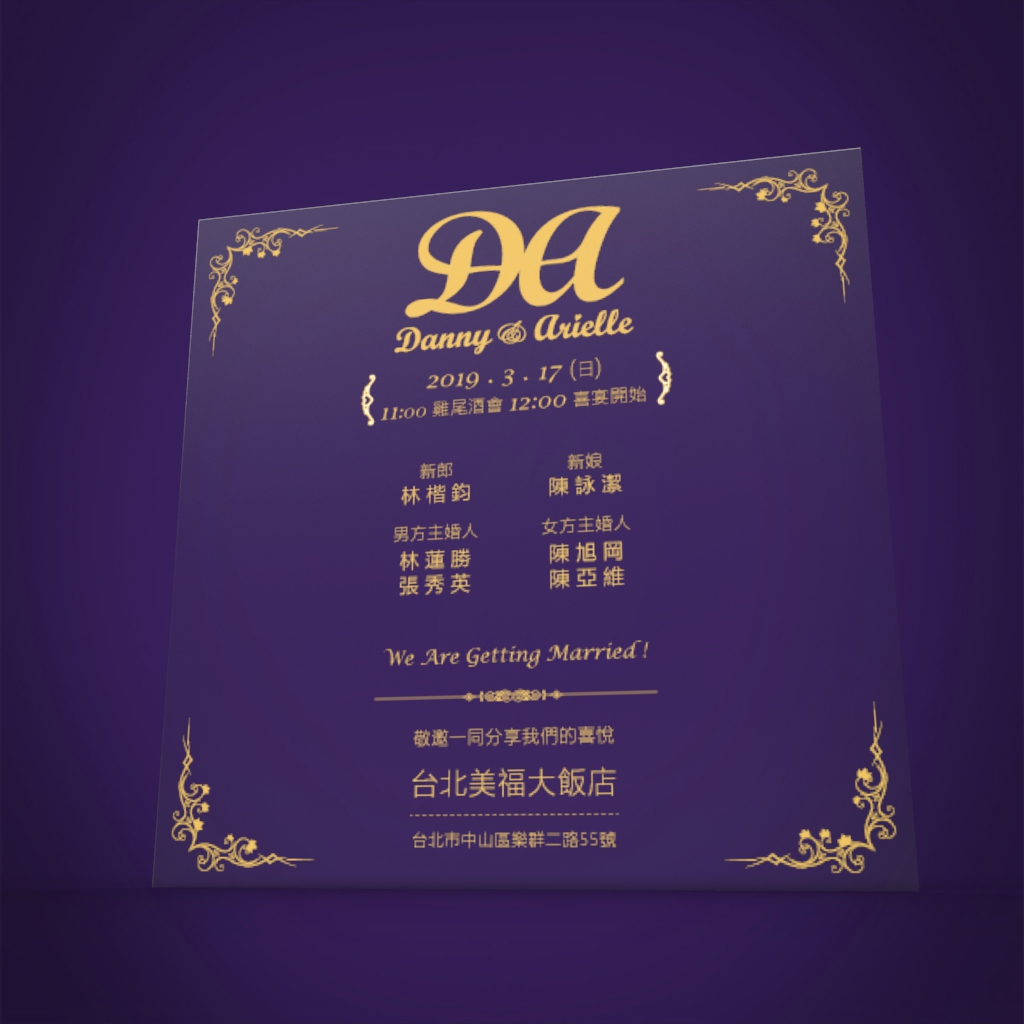 DA
Danny & Arielle
2019 . 3 . 17 (日)
11:00 雞尾酒會 12:00 喜宴開始
新郎 新娘
林楷鈞 陳詠潔
男方主婚人 女方主婚人
林蓮勝 陳旭岡
張秀英 陳亞維
We Are Getting Married !
敬邀一同分享我們的喜悅
台北美福大飯店
台北市中山區樂群二路55號